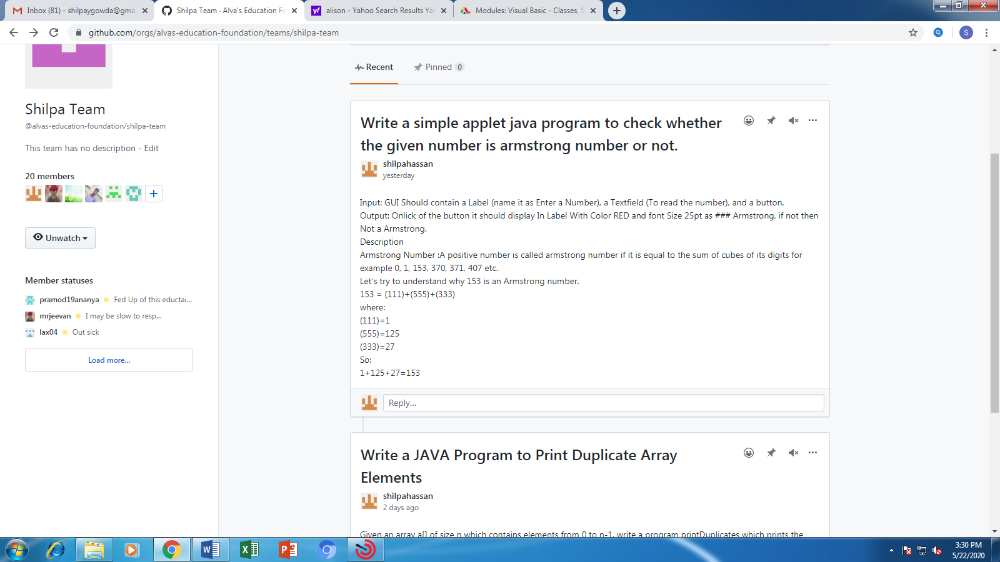 Inbox (81) - shilpaygowda@gma
Shilpa Team · Alva's Education Fo
alison - Yahoo Search Results Ya
Modules: Visual Basic - Classes, S
github.com/orgs/alvas-education-foundation/teams/shilpa-team
S
Recent
Pinned 0
Shilpa Team
@alvas-education-foundation/shilpa-team
This team has no description - Edit
20 members
Unwatch
Member statuses
pramod19ananya Fed Up of this eductai...
mrjeevan I may be slow to resp...
lax04 Out sick
Load more...
Write a simple applet java program to check whether
the given number is armstrong number or not.
shilpahassan
yesterday
Input: GUI Should contain a Label (name it as Enter a Number), a Textfield (To read the number), and a button.
Output: Onlick of the button it should display In Label With Color RED and font Size 25pt as ### Armstrong, if not then
Not a Armstrong.
Description
Armstrong Number :A positive number is called armstrong number if it is equal to the sum of cubes of its digits for
example 0, 1, 153, 370, 371, 407 etc.
Let's try to understand why 153 is an Armstrong number.
153 = (111)+(555)+(333)
where:
(111)=1
(555)=125
(333)=27
So:
1+125+27=153
Reply...
Write a JAVA Program to Print Duplicate Array
Elements
shilpahassan
2 days ago
Given an array a[] of size n which contains elements from 0 to n-1, write a program printDuplicates which prints the
3:30 PM
5/22/2020